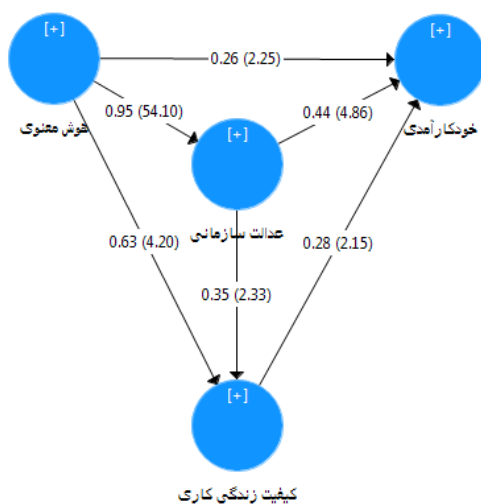 [+]
[+]
0.26 (2.25)
هوش معنوی
خودکارآمدی
0.95 (54.10)
0.44 (4.86)
[+]
عدالت سازمانی
0.63 (4.20)
0.28 (2.15)
0.35 (2.33)
[+]
کیفیت زندگی کاری